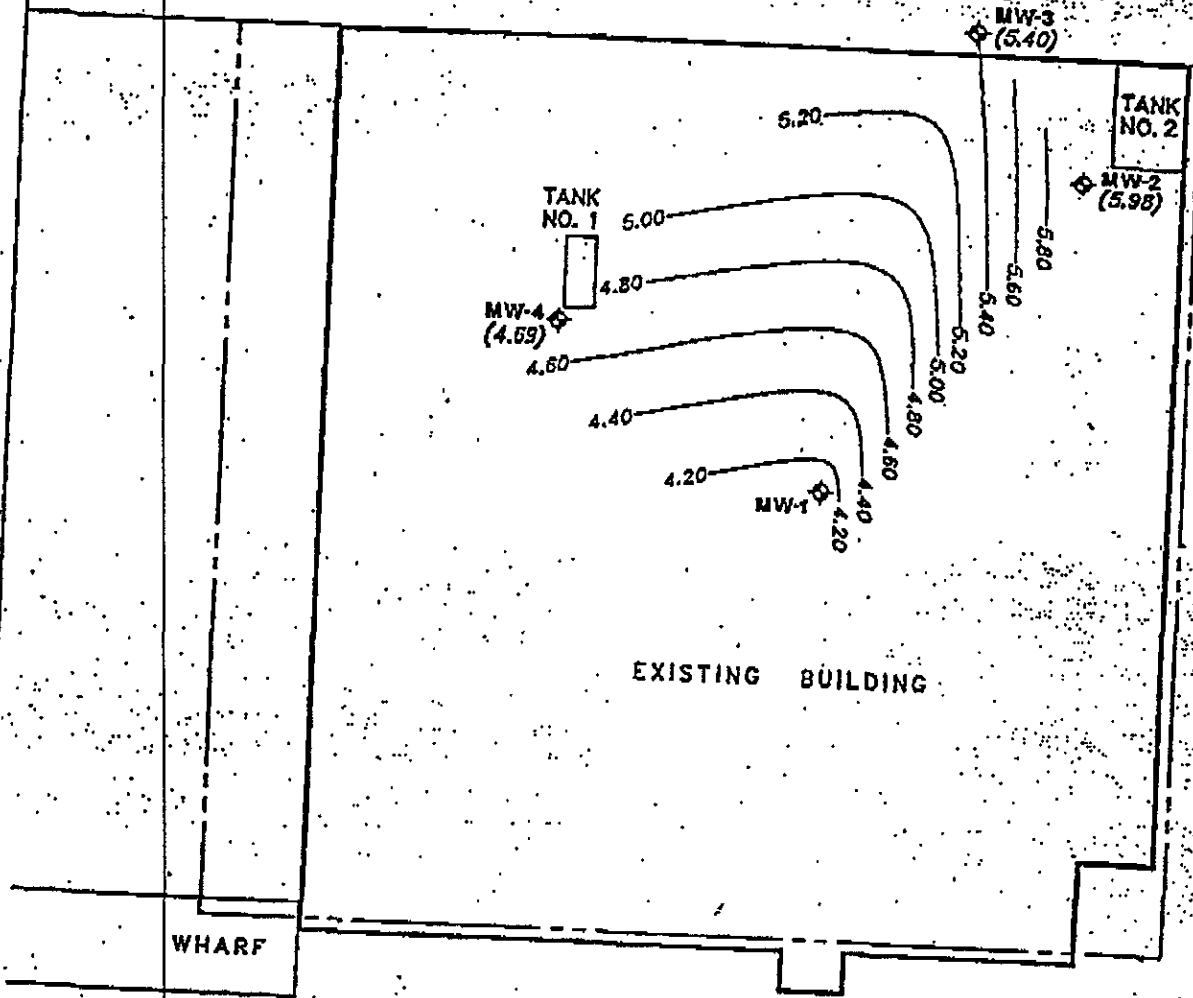 MW-3
(5.40)
TANK
NO. 2
5.20
MW-2
(5.98)
TANK
NO. 1
5.00
5.80
4.80
5.60
5.40
MW-4
(4.69)
5.20
4.60
5.00
4.80
4.40
4.60
4.20
4.40
MW-1
4.20
EXISTING BUILDING
WHARF